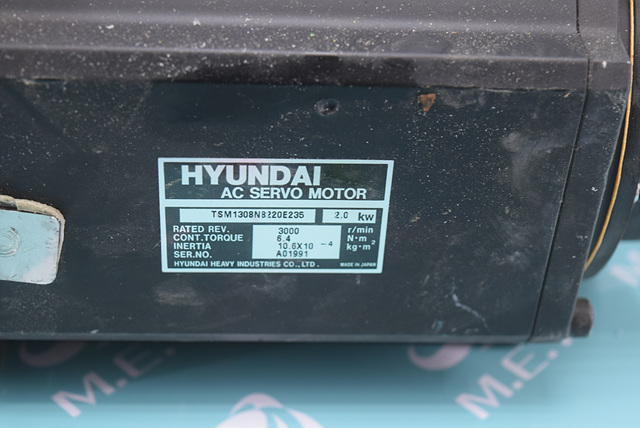 HYUNDAI
AC SERVO MOTOR
TSM1308N8220E235 2.0 kw
RATED REV. 3000 r/min
CONT.TORQUE 6.4 N·m
INERTIA 10.6X10 -4 kg·m²
SER.NO. A01991
HYUNDAI HEAVY INDUSTRIES CO., LTD. MADE IN JAPAN
M.E. M.E. M.E.